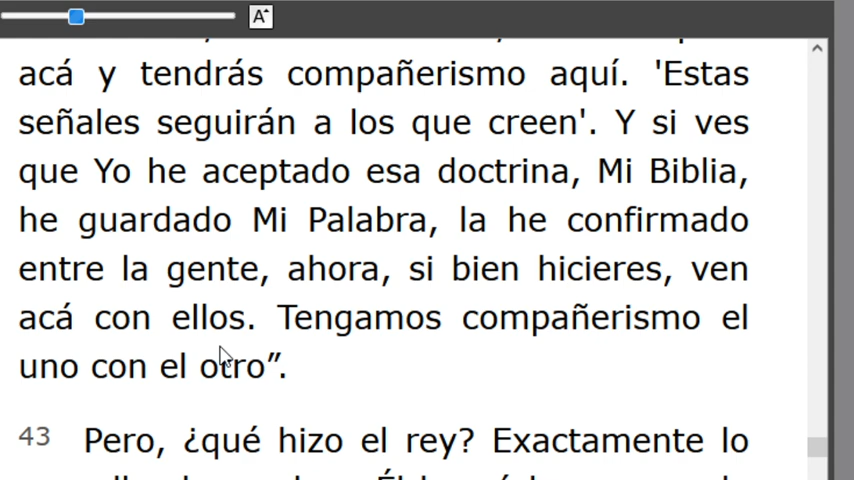 A
acá y tendrás compañerismo aquí. 'Estas
señales seguirán a los que creen'. Y si ves
que Yo he aceptado esa doctrina, Mi Biblia,
he guardado Mi Palabra, la he confirmado
entre la gente, ahora, si bien hicieres, ven
acá con ellos. Tengamos compañerismo el
uno con el otro”.
43 Pero, ¿qué hizo el rey? Exactamente lo